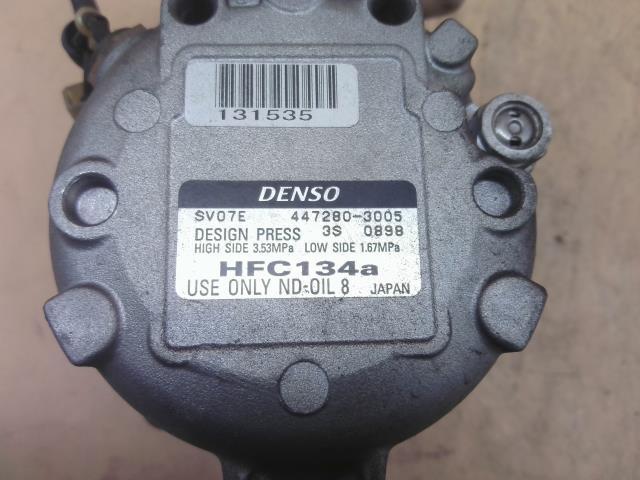 131535
DENSO
SV07E 447280-3005
DESIGN PRESS 3S 0898
HIGH SIDE 3.53MPa LOW SIDE 1.67MPa
HFC134a
USE ONLY ND-OIL 8 JAPAN